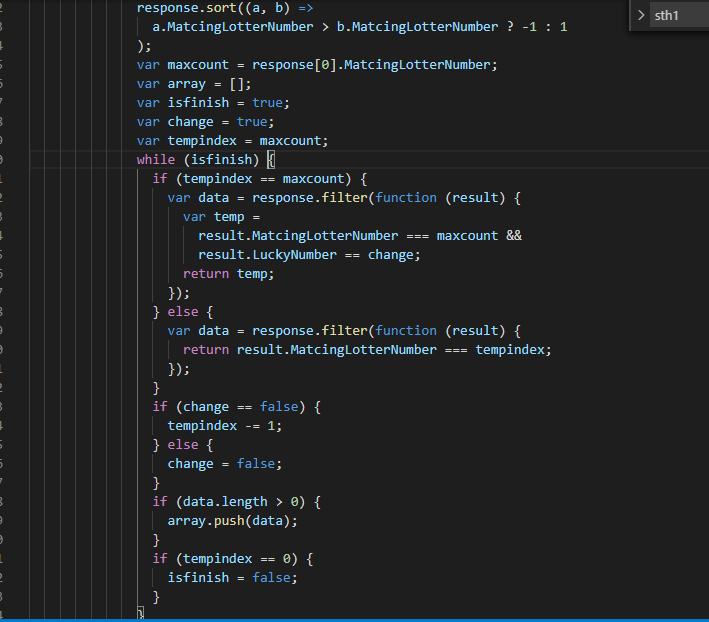 sth1
response.sort((a, b) =>
a.MatcingLotterNumber > b.MatcingLotterNumber ? -1 : 1
);
var maxcount = response[0].MatcingLotterNumber;
var array = [];
var isfinish = true;
var change = true;
var tempindex = maxcount;
while (isfinish) {
if (tempindex == maxcount) {
var data = response.filter(function (result) {
var temp =
result.MatcingLotterNumber === maxcount &&
result.LuckyNumber == change;
return temp;
});
} else {
var data = response.filter(function (result) {
return result.MatcingLotterNumber === tempindex;
});
}
if (change == false) {
tempindex -= 1;
} else {
change = false;
}
if (data.length > 0) {
array.push(data);
}
if (tempindex == 0) {
isfinish = false;
}
}